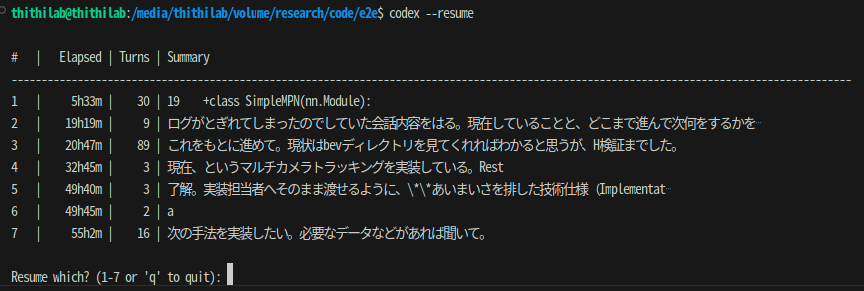 thithilab@thithilab:/media/thithilab/volume/research/code/e2e$ codex --resume
# | Elapsed | Turns | Summary
--------------------------------------------------------------------------------------------------------------------------------------------
1 | 5h33m | 30 | 19 +class SimpleMPN(nn.Module):
2 | 19h19m | 9 | ログがとぎれてしまったのでしていた会話内容をはる。現在していることと、どこまで進んで次何をするかを…
3 | 20h47m | 89 | これをもとに進めて。現状はbevディレクトリを見てくれればわかると思うが、H検証までした。
4 | 32h45m | 3 | 現在、というマルチカメラトラッキングを実装している。Rest
5 | 49h40m | 3 | 了解。実装担当者へそのまま渡せるように、\*\*あいまいさを排した技術仕様（Implementat…
6 | 49h45m | 2 | a
7 | 55h2m | 16 | 次の手法を実装したい。必要なデータなどがあれば聞いて。
Resume which? (1-7 or 'q' to quit):